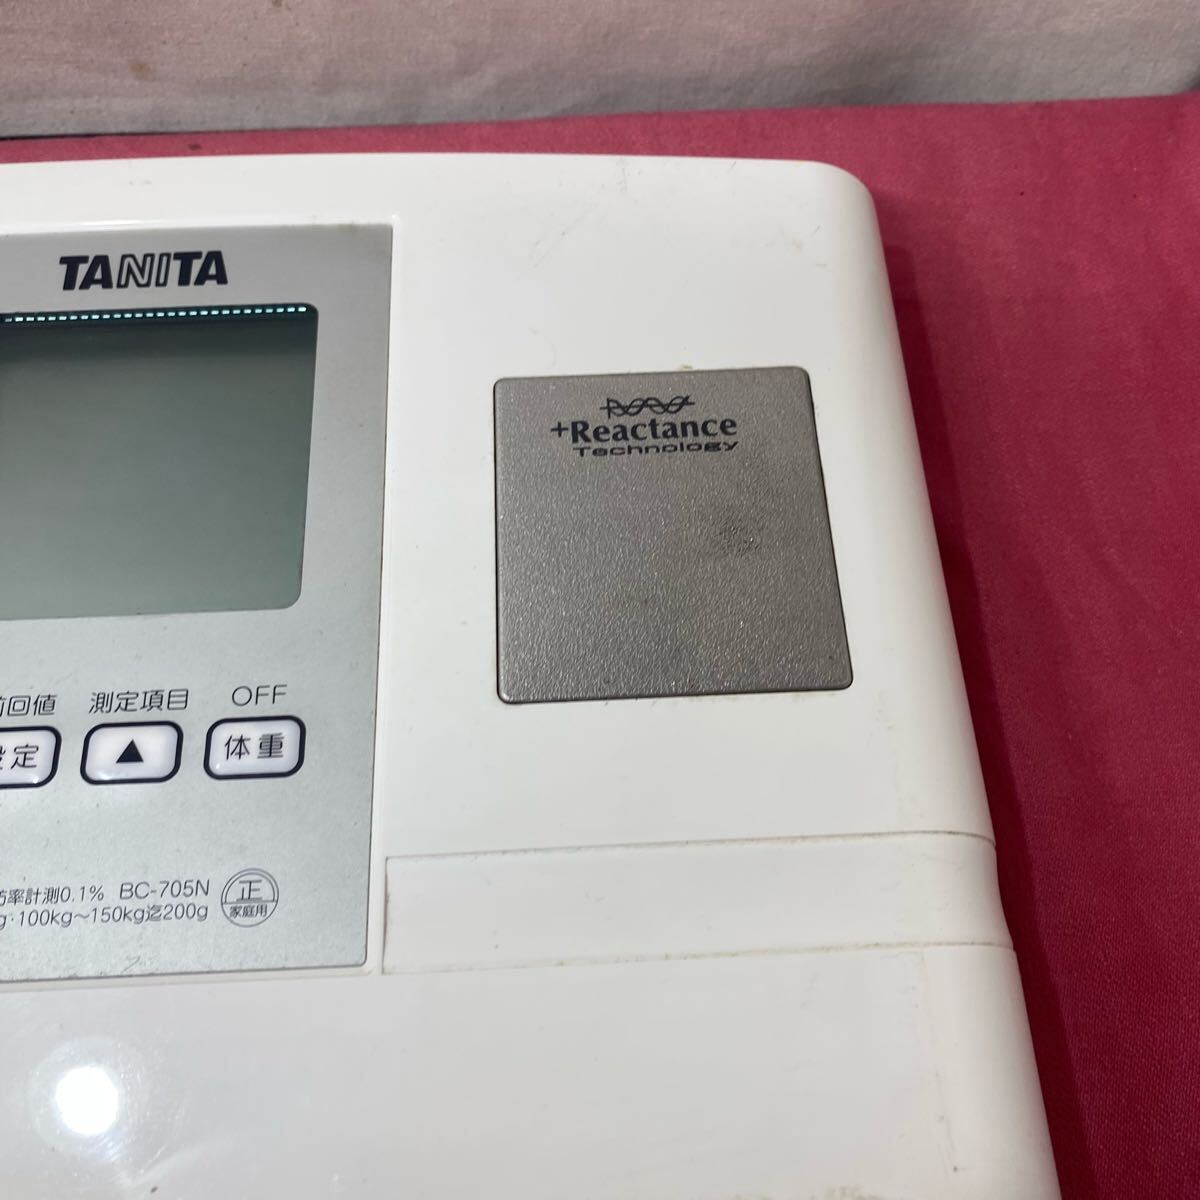 TANITA
+Reactance
Technology
前回値 測定項目 OFF
設定 ▲ 体重
肪率計測0.1% BC-705N 正
家庭用
g・100kg〜150kg迄200g